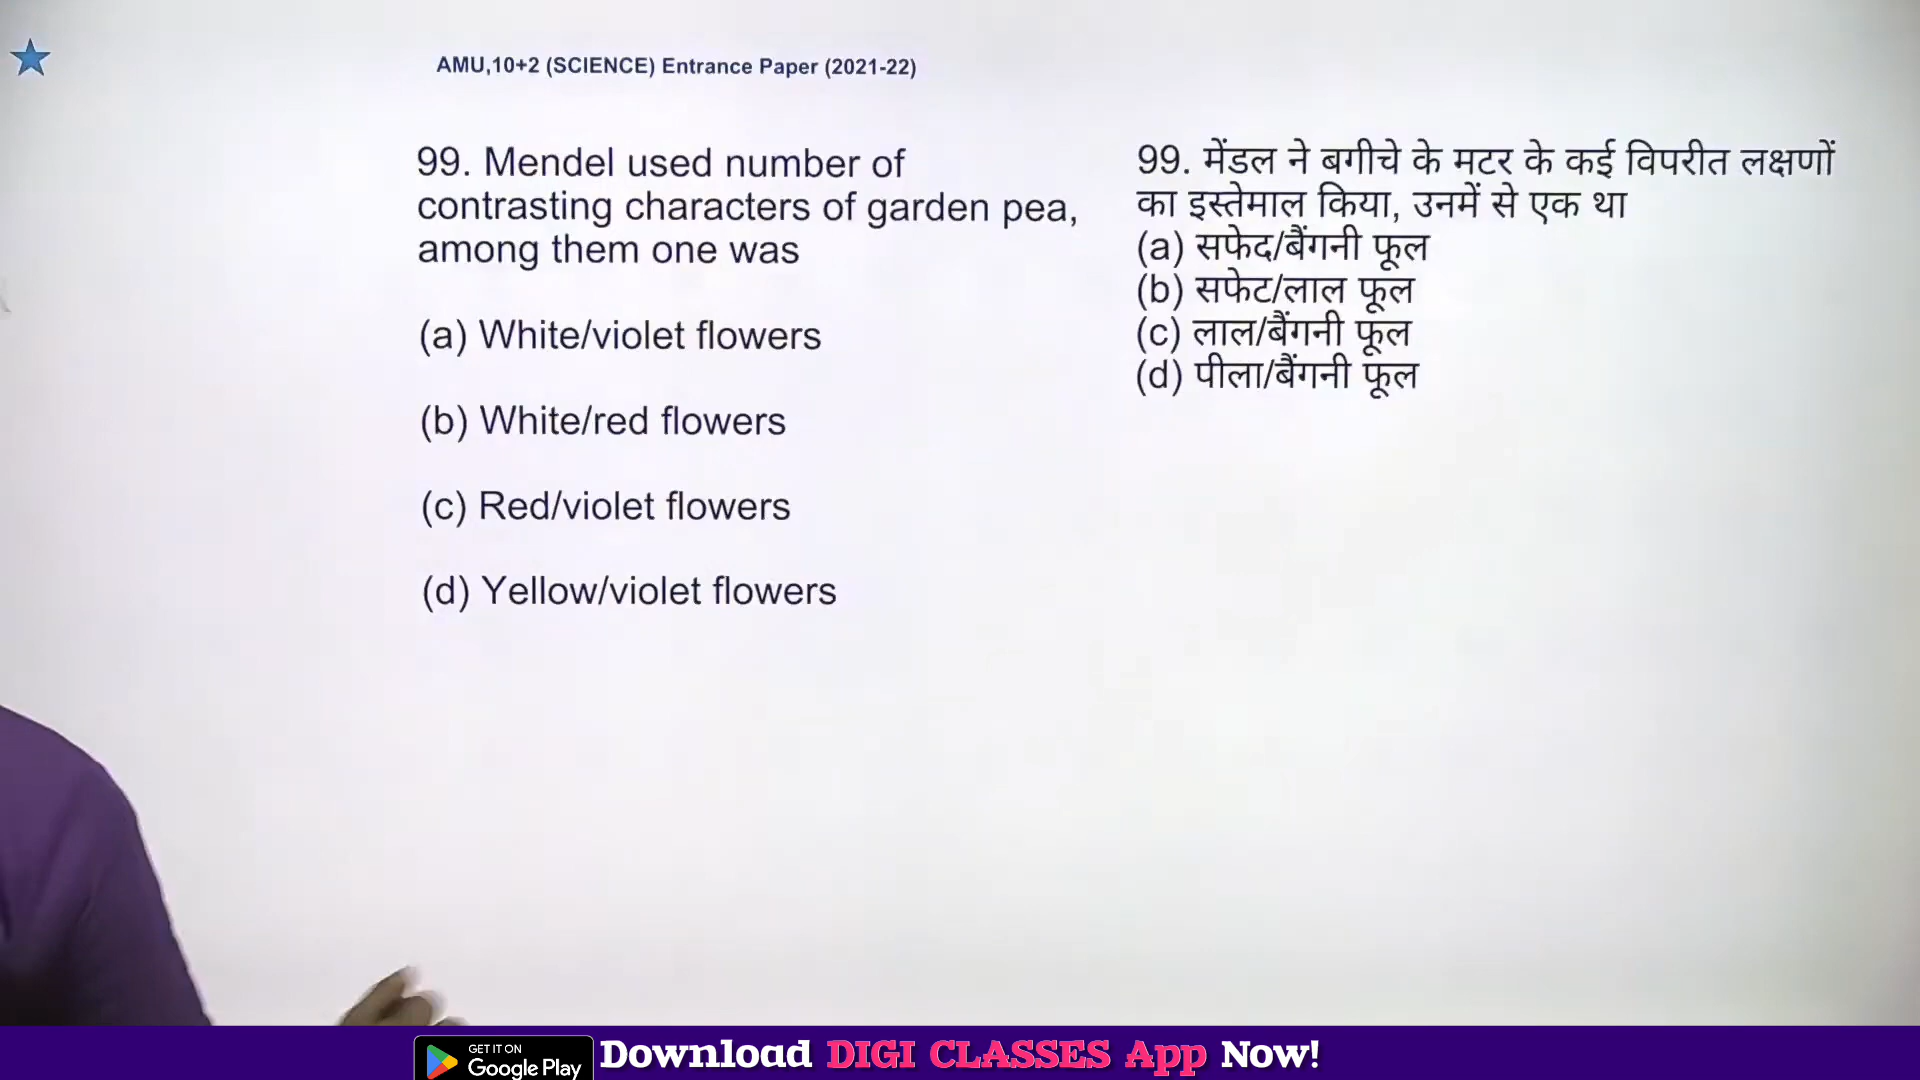 AMU,10+2 (SCIENCE) Entrance Paper (2021-22)
99. Mendel used number of
contrasting characters of garden pea,
among them one was
(a) White/violet flowers
(b) White/red flowers
(c) Red/violet flowers
(d) Yellow/violet flowers
99. मेंडल ने बगीचे के मटर के कई विपरीत लक्षणों
का इस्तेमाल किया, उनमें से एक था
(a) सफेद/बैंगनी फूल
(b) सफेट/लाल फूल
(c) लाल/बैंगनी फूल
(d) पीला/बैंगनी फूल
GET IT ON
Google Play
Download DIGI CLASSES App Now!